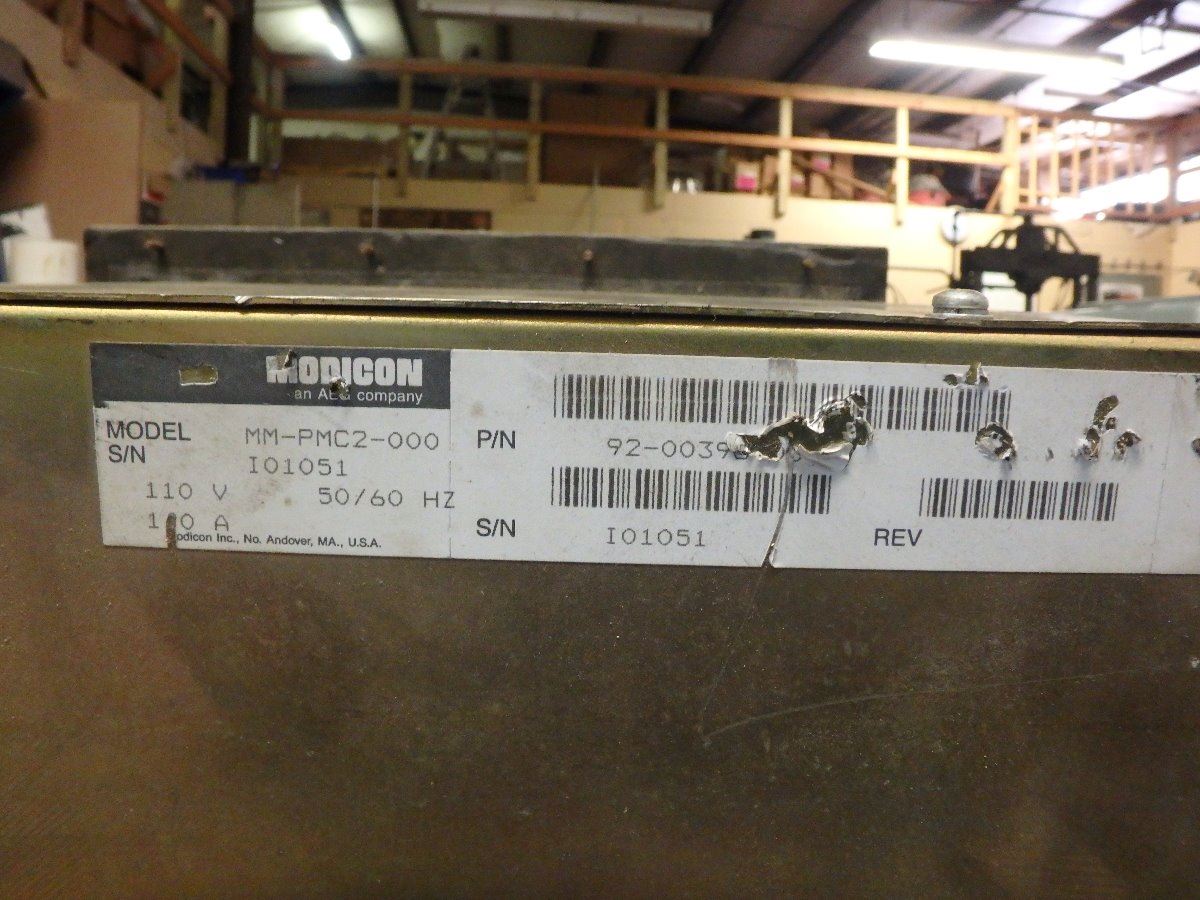 MODICON
an AEG company
MODEL MM-PMC2-000
S/N I01051
110 V 50/60 HZ
A
Modicon Inc., No. Andover, MA., U.S.A.
P/N
S/N I01051
REV